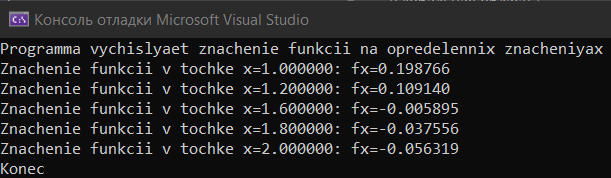 Консоль отладки Microsoft Visual Studio
Programma vychislyaet znachenie funkcii na opredelennix znacheniyax
Znachenie funkcii v tochke x=1.000000: fx=0.198766
Znachenie funkcii v tochke x=1.200000: fx=0.109140
Znachenie funkcii v tochke x=1.600000: fx=-0.005895
Znachenie funkcii v tochke x=1.800000: fx=-0.037556
Znachenie funkcii v tochke x=2.000000: fx=-0.056319
Konec